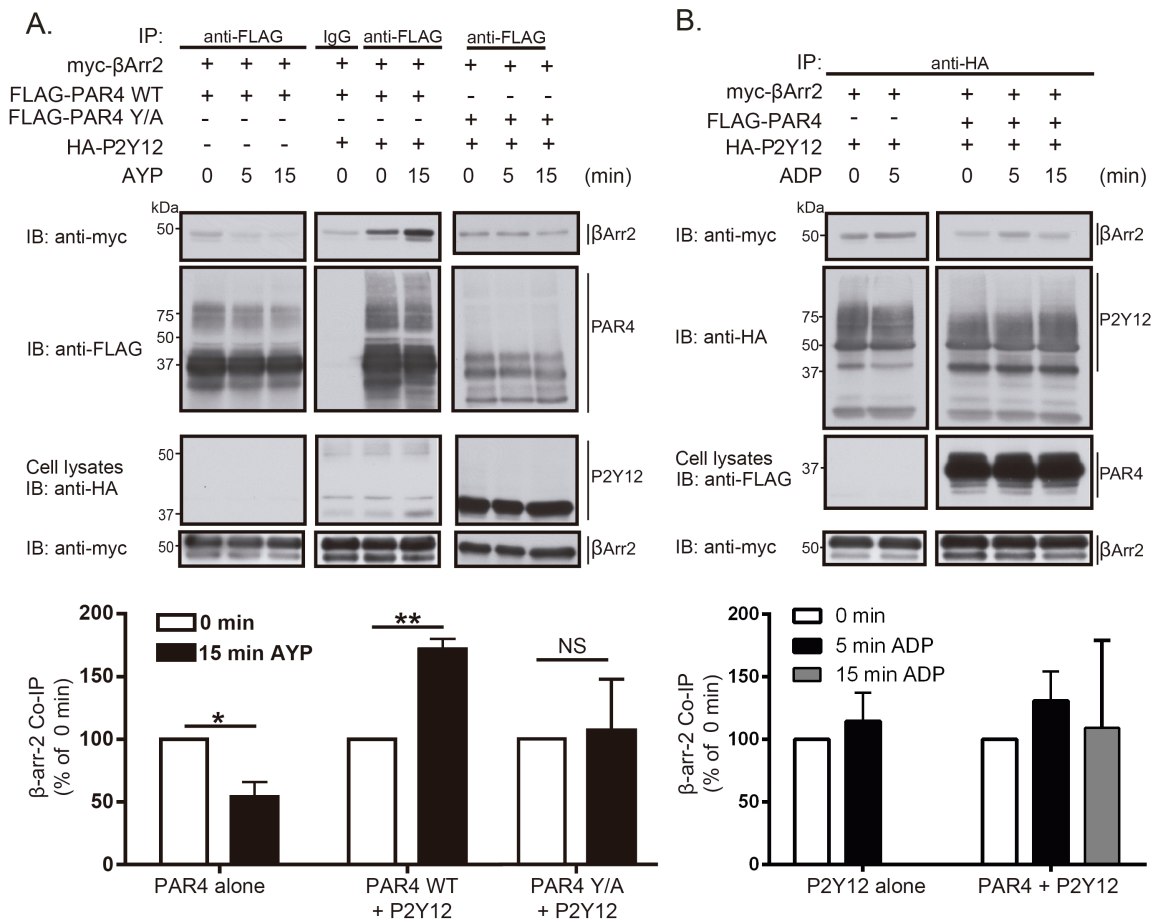 A.
IP: anti-FLAG IgG anti-FLAG anti-FLAG
myc-βArr2 + + + + + + + + +
FLAG-PAR4 WT + + + + + + - - -
FLAG-PAR4 Y/A - - - - - - + + +
HA-P2Y12 - - - + + + + + +
AYP 0 5 15 0 0 15 0 5 15 (min)
kDa
IB: anti-myc 50 βArr2
IB: anti-FLAG 75 50 37 PAR4
Cell lysates
IB: anti-HA 50 37 P2Y12
IB: anti-myc 50 βArr2
200
150
100
50
0
β-arr-2 Co-IP
(% of 0 min)
0 min
15 min AYP
* ** NS
PAR4 alone PAR4 WT + P2Y12 PAR4 Y/A + P2Y12
B.
IP: anti-HA
myc-βArr2 + + + + +
FLAG-PAR4 - - + + +
HA-P2Y12 + + + + +
ADP 0 5 0 5 15 (min)
kDa
IB: anti-myc 50 βArr2
IB: anti-HA 75 50 37 P2Y12
Cell lysates
IB: anti-FLAG 37 PAR4
IB: anti-myc 50 βArr2
200
150
100
50
0
β-arr-2 Co-IP
(% of 0 min)
0 min
5 min ADP
15 min ADP
P2Y12 alone PAR4 + P2Y12